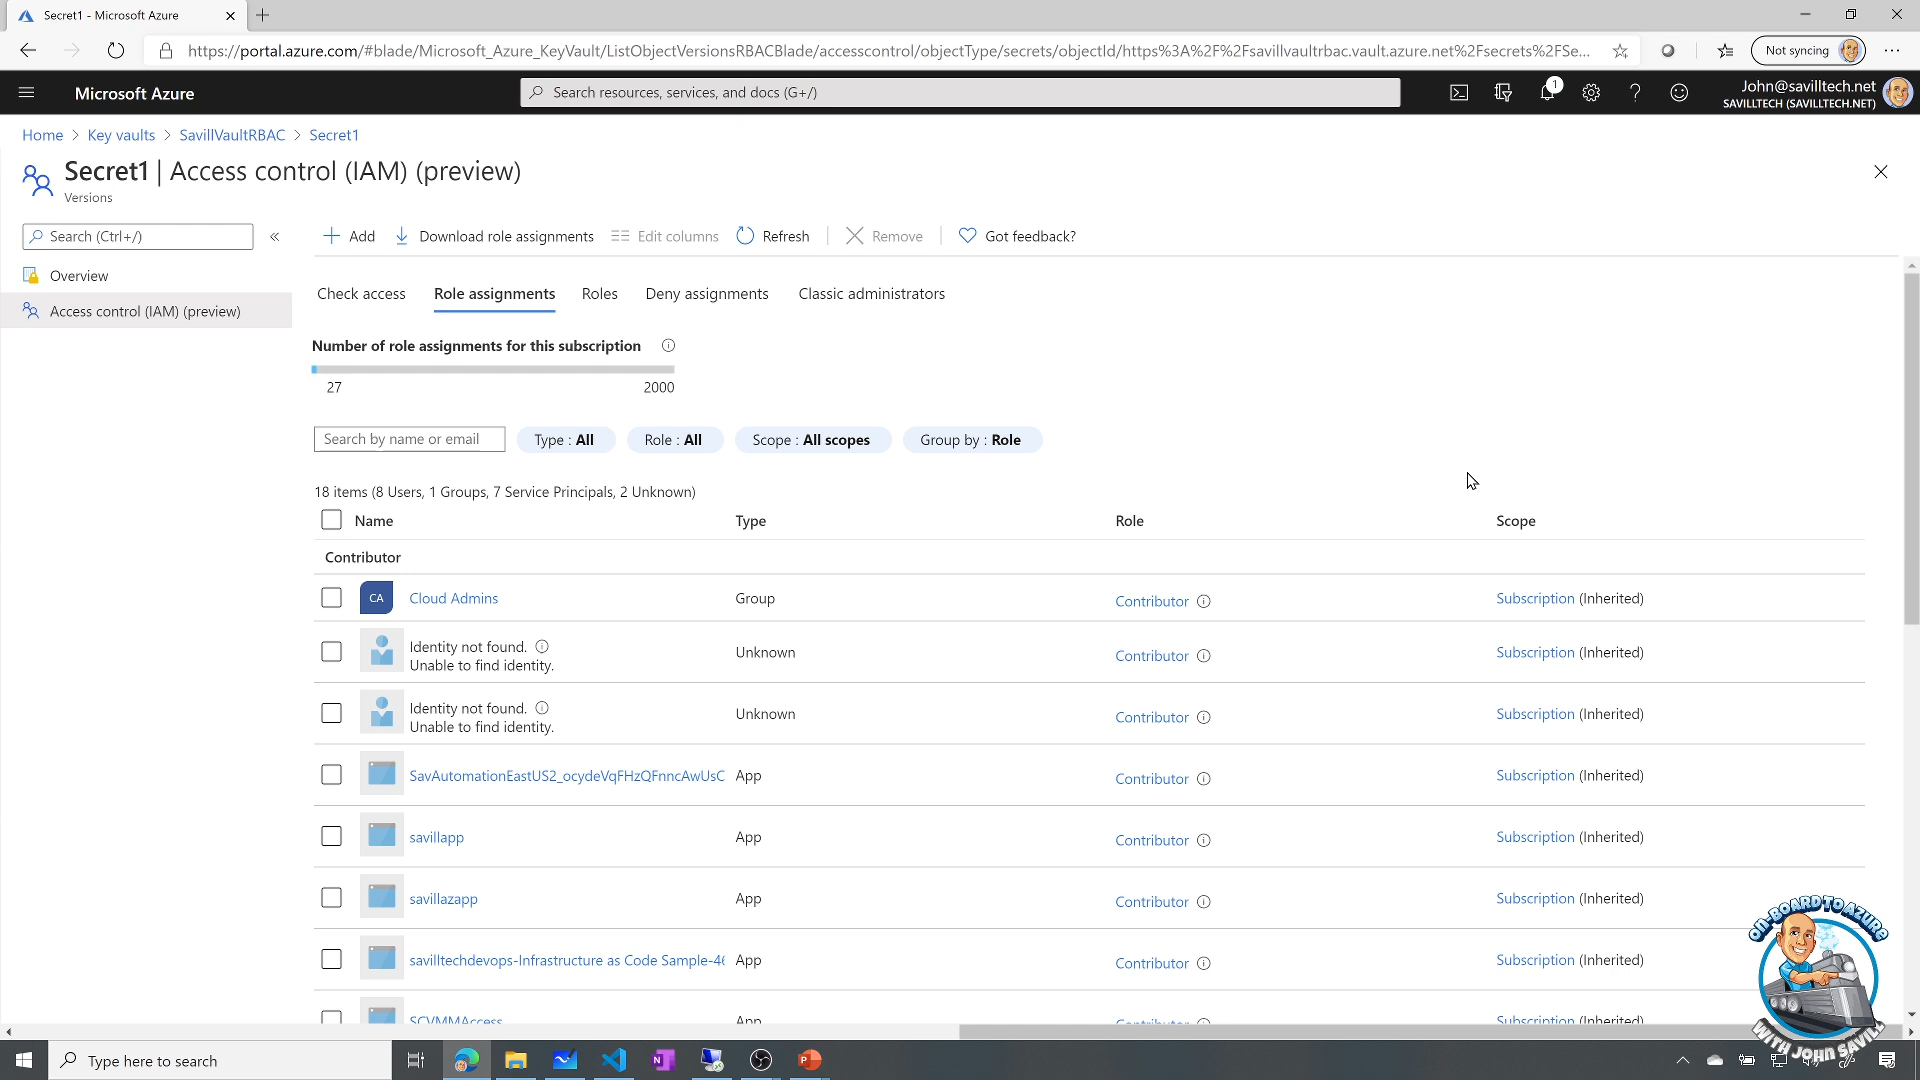 Secret1 - Microsoft Azure
https://portal.azure.com/#blade/Microsoft_Azure_KeyVault/ListObjectVersionsRBACBlade/accesscontrol/objectType/secrets/objectId/https%3A%2F%2Fsavillvaultrbac.vault.azure.net%2Fsecrets%2FSe...
Not syncing
Microsoft Azure
Search resources, services, and docs (G+/)
1
John@savilltech.net
SAVILLTECH (SAVILLTECH.NET)
Home > Key vaults > SavillVaultRBAC > Secret1
Secret1 | Access control (IAM) (preview)
Versions
Search (Ctrl+/)
«
Add
Download role assignments
Edit columns
Refresh
Remove
Got feedback?
Overview
Access control (IAM) (preview)
Check access
Role assignments
Roles
Deny assignments
Classic administrators
Number of role assignments for this subscription
27
2000
Search by name or email
Type : All
Role : All
Scope : All scopes
Group by : Role
18 items (8 Users, 1 Groups, 7 Service Principals, 2 Unknown)
Name Type Role Scope
Contributor
CA Cloud Admins Group Contributor Subscription (Inherited)
Identity not found. Unknown Contributor Subscription (Inherited)
Unable to find identity.
Identity not found. Unknown Contributor Subscription (Inherited)
Unable to find identity.
SavAutomationEastUS2_ocydeVqFHzQFnncAwUsC App Contributor Subscription (Inherited)
savillapp App Contributor Subscription (Inherited)
savillazapp App Contributor Subscription (Inherited)
savilltechdevops-Infrastructure as Code Sample-46 App Contributor Subscription (Inherited)
SCVMMAccess App Contributor Subscription (Inherited)
ON-BOARD TO AZURE
WITH JOHN SAVILL
Type here to search